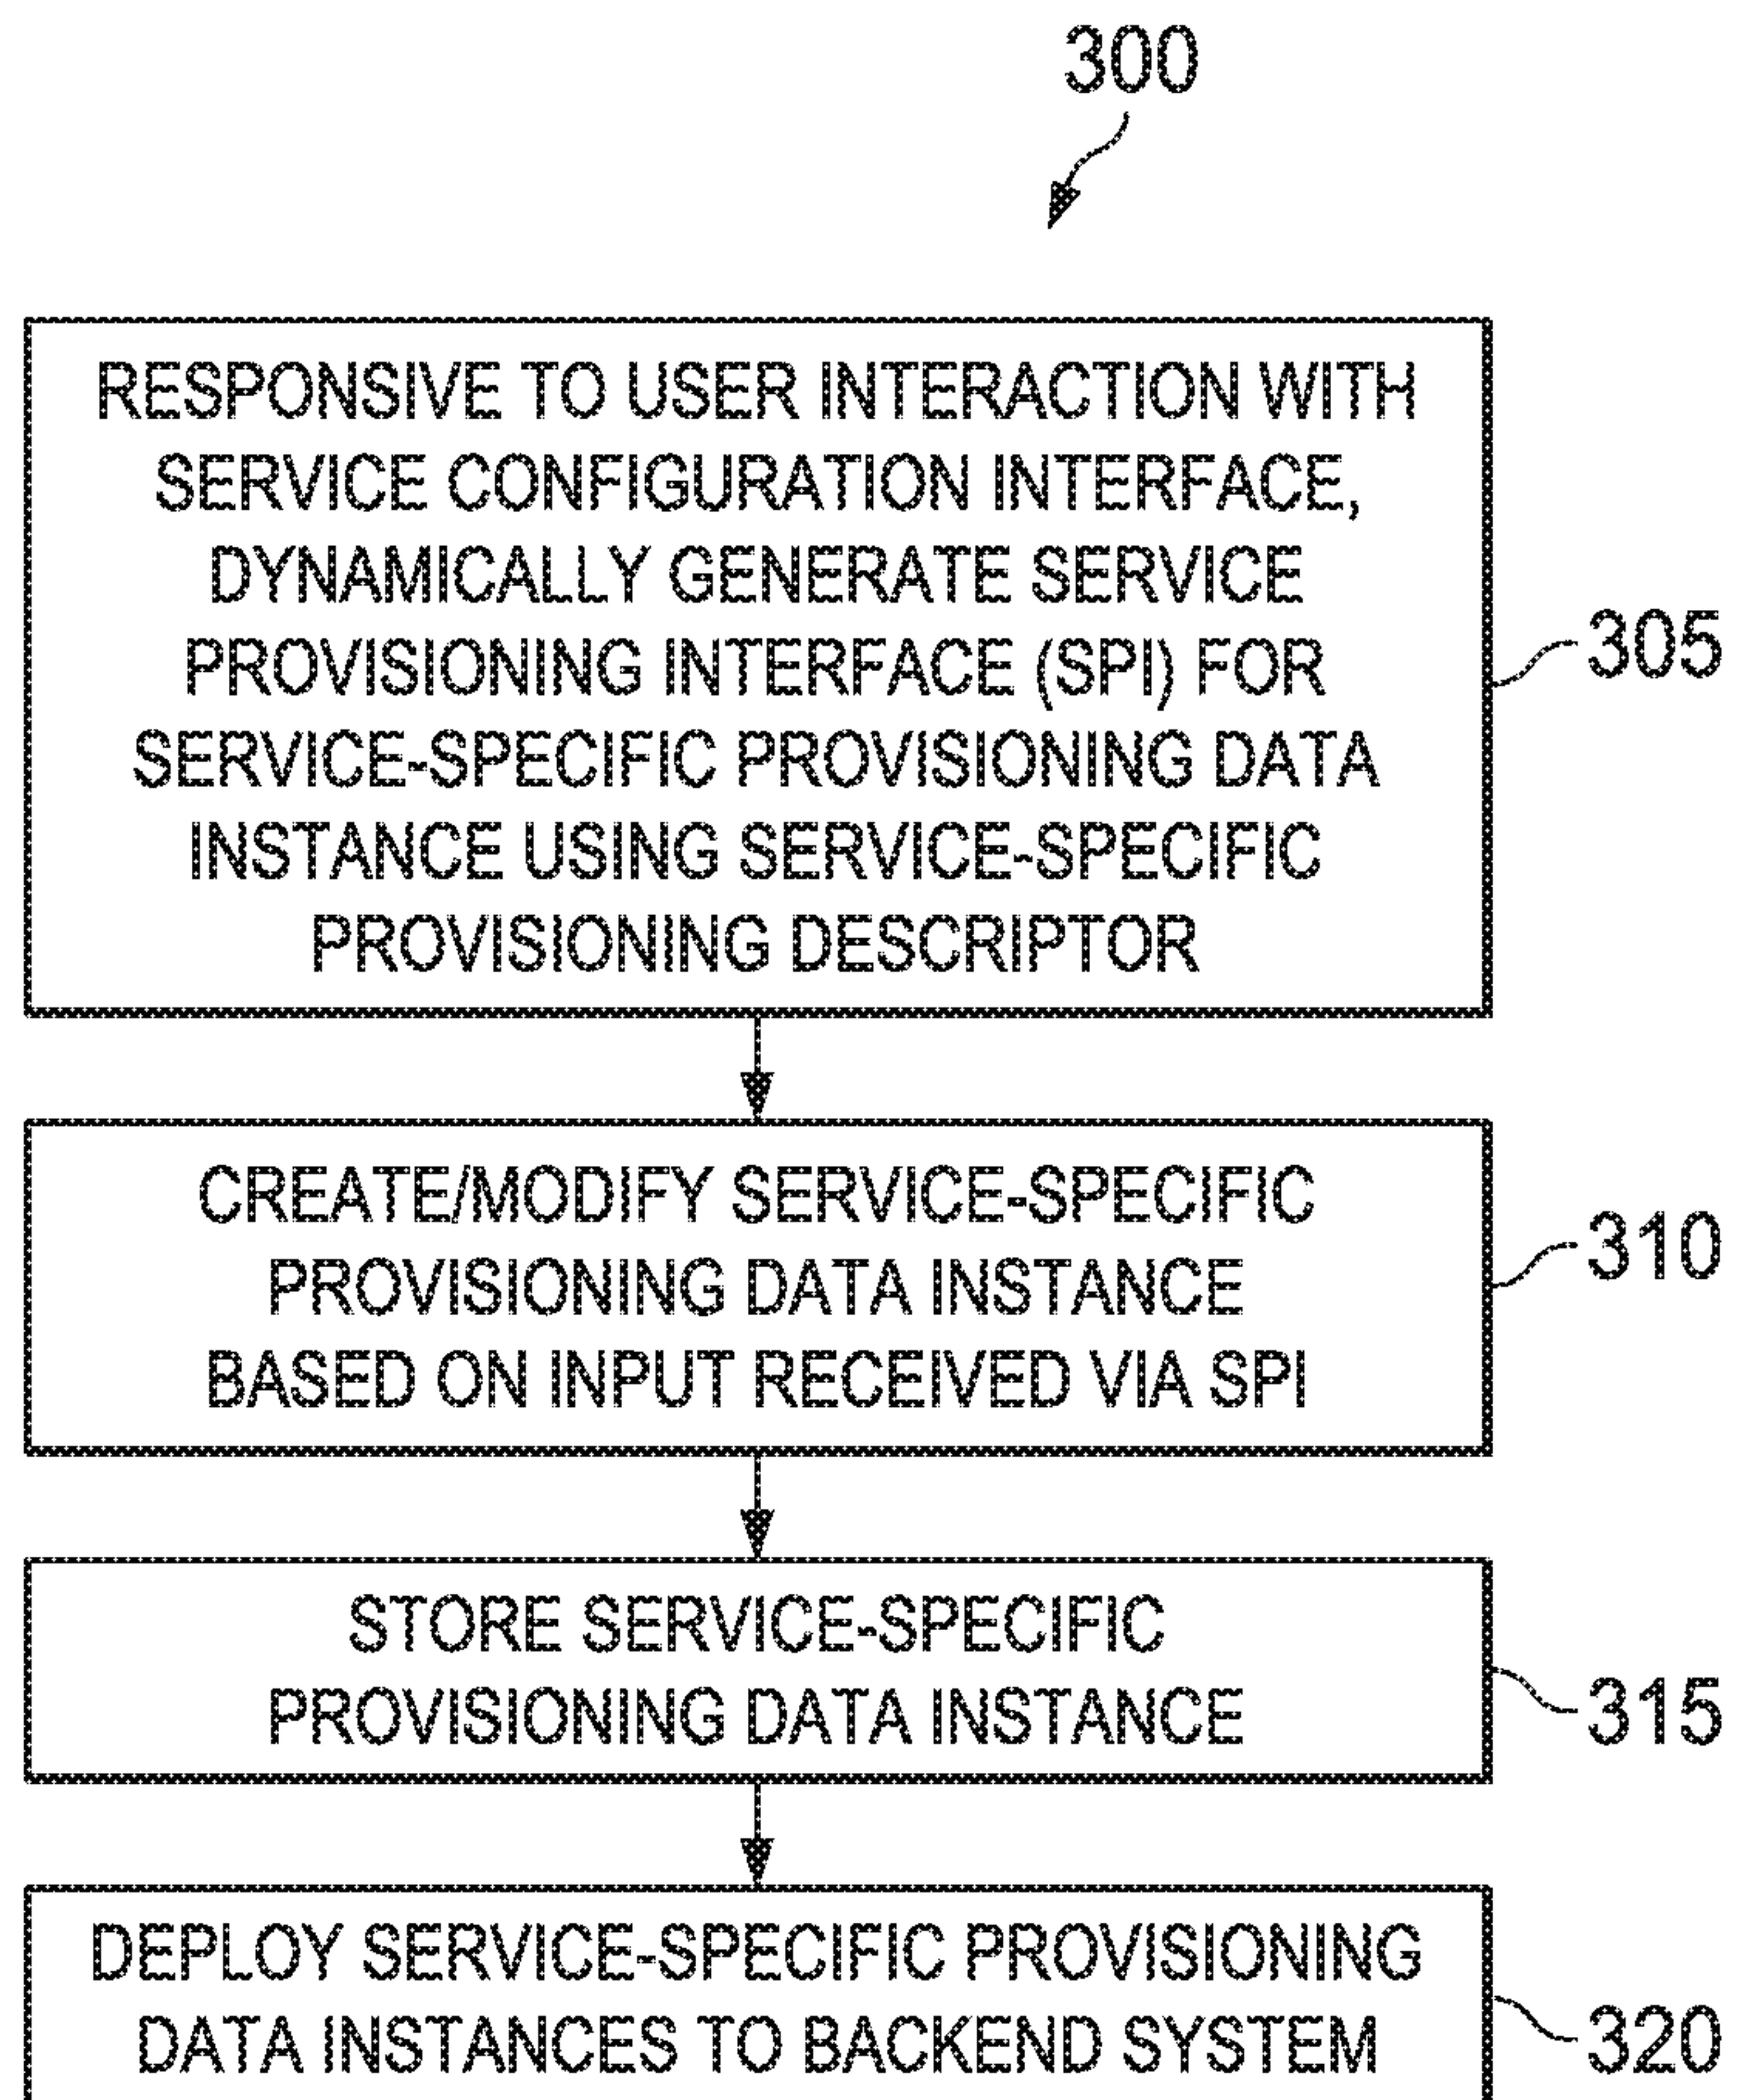 300
RESPONSIVE TO USER INTERACTION WITH
SERVICE CONFIGURATION INTERFACE,
DYNAMICALLY GENERATE SERVICE
PROVISIONING INTERFACE (SPI) FOR
SERVICE-SPECIFIC PROVISIONING DATA
INSTANCE USING SERVICE-SPECIFIC
PROVISIONING DESCRIPTOR
305
CREATE/MODIFY SERVICE-SPECIFIC
PROVISIONING DATA INSTANCE
BASED ON INPUT RECEIVED VIA SPI
310
STORE SERVICE-SPECIFIC
PROVISIONING DATA INSTANCE
315
DEPLOY SERVICE-SPECIFIC PROVISIONING
DATA INSTANCES TO BACKEND SYSTEM
320